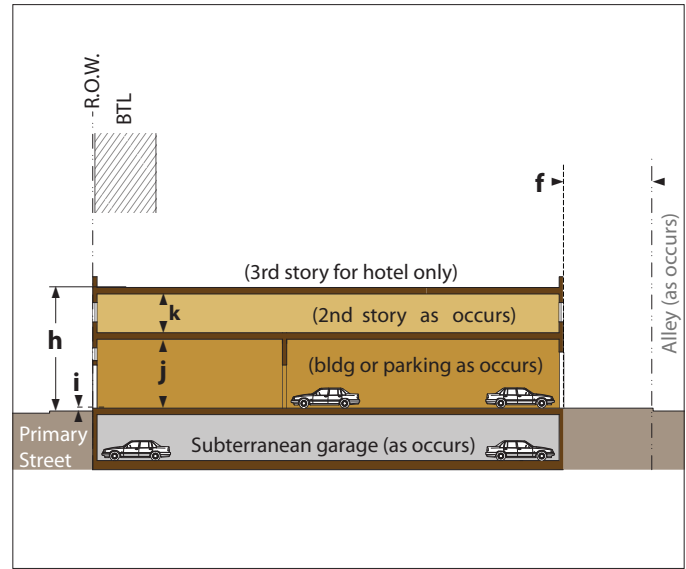 R.O.W.
BTL
f
Alley (as occurs)
(3rd story for hotel only)
k
(2nd story as occurs)
h
j
(bldg or parking as occurs)
i
Primary
Street
Subterranean garage (as occurs)